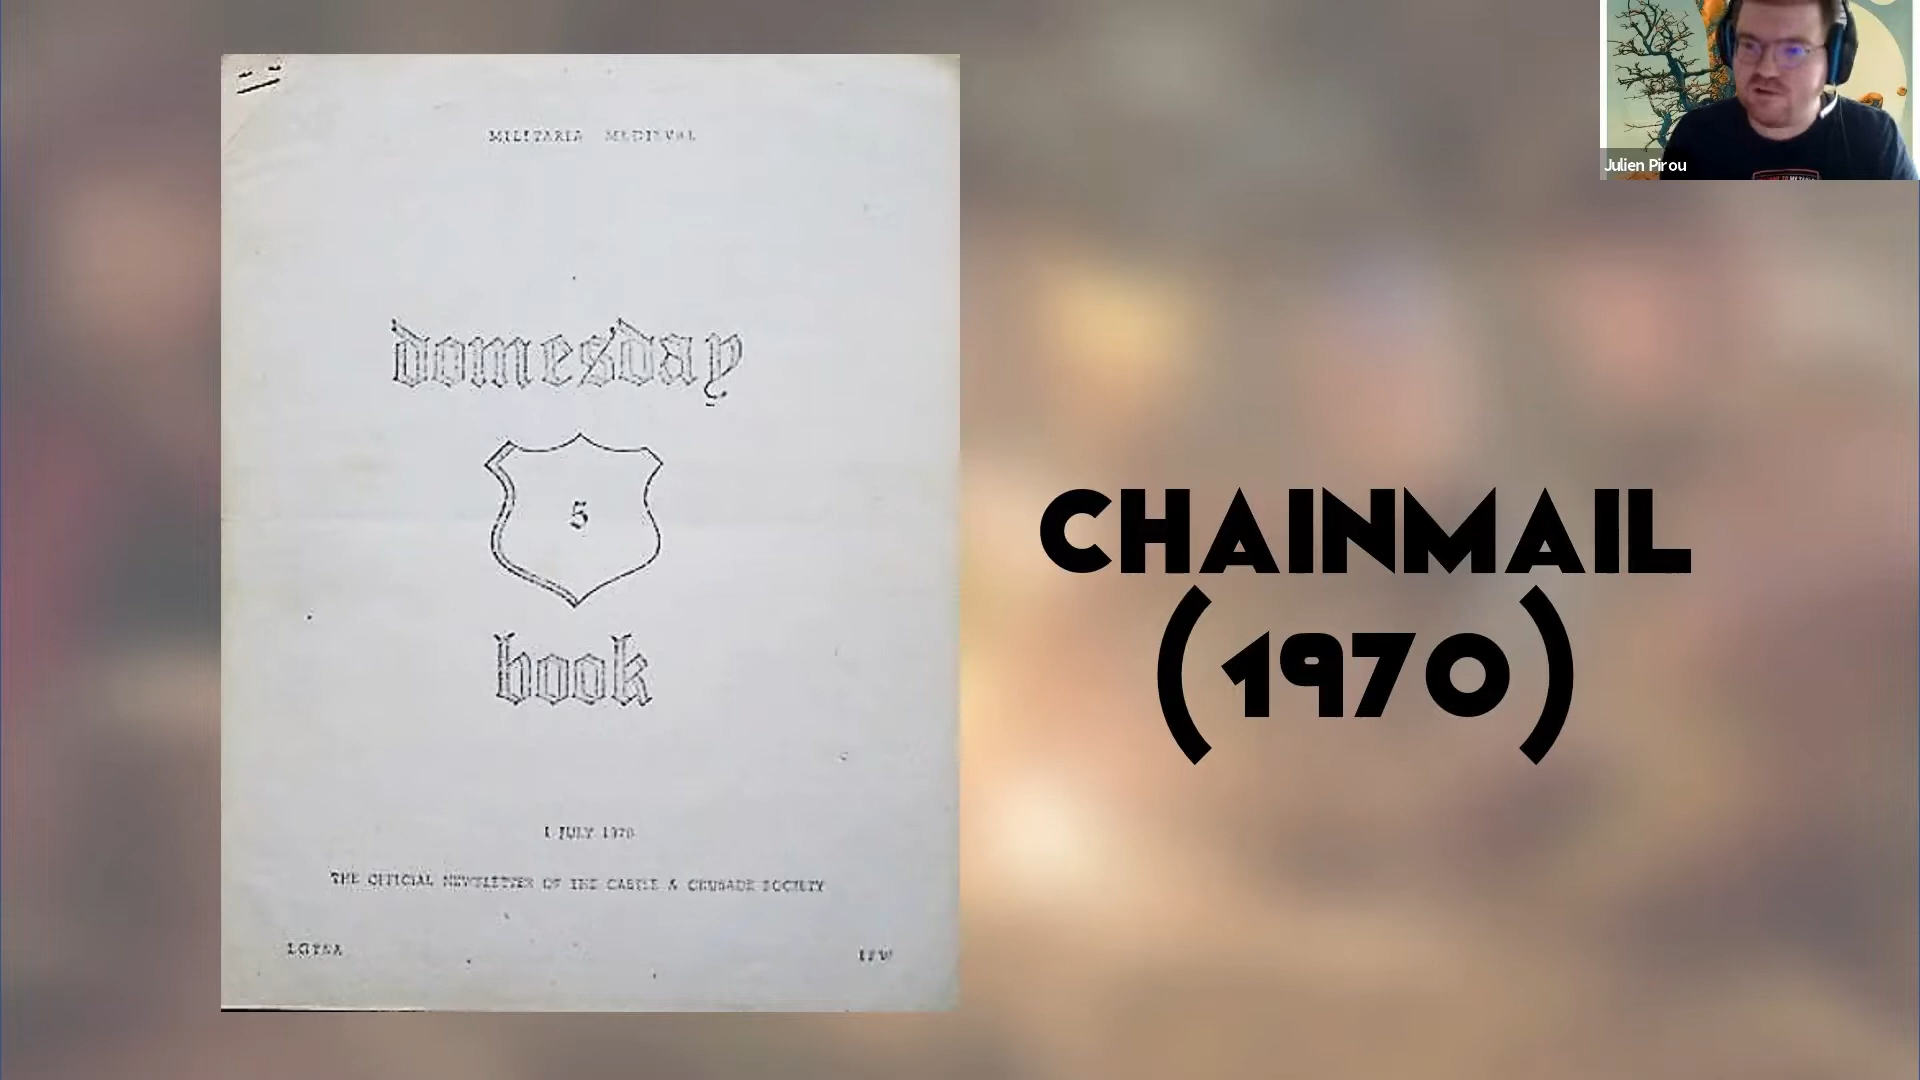 MILITARIA MEDIEVAL
domesday
5
book
1 JULY 1970
THE OFFICIAL NEWSLETTER OF THE CASTLE & CRUSADE SOCIETY
IFW
CHAINMAIL
(1970)
Julien Pirou